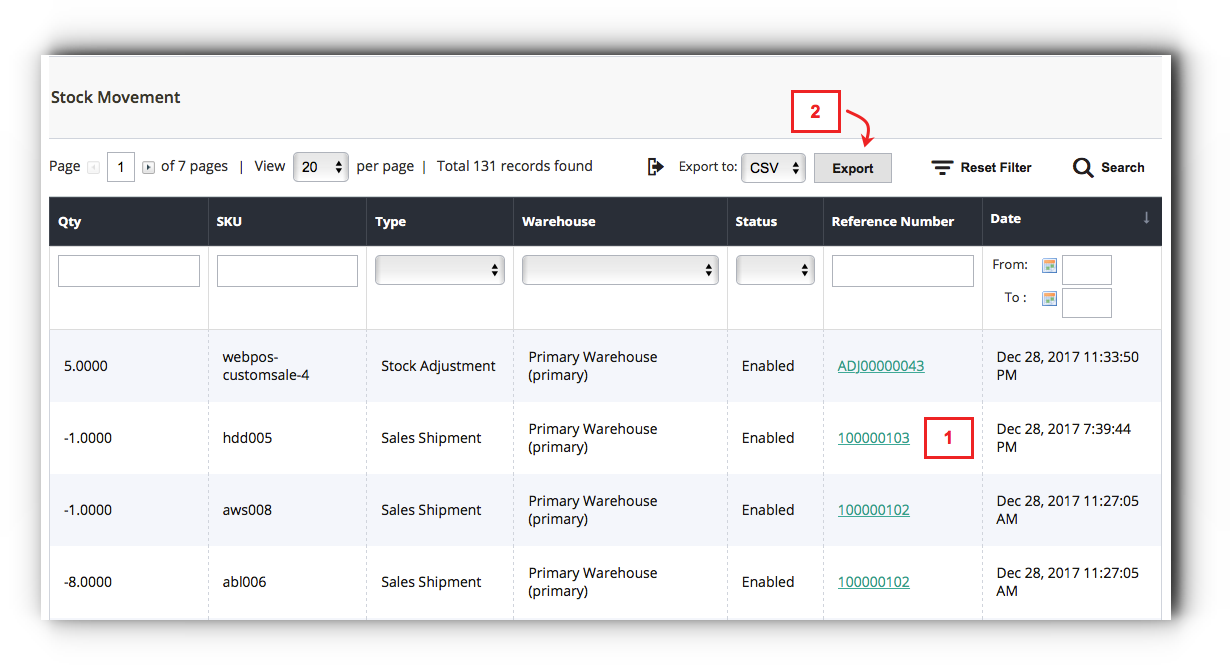 Stock Movement
2
Page 1 of 7 pages | View 20 per page | Total 131 records found Export to: CSV Export Reset Filter Search
Qty SKU Type Warehouse Status Reference Number Date ↓
From:
To :
5.0000 webpos-customsale-4 Stock Adjustment Primary Warehouse (primary) Enabled ADJ00000043 Dec 28, 2017 11:33:50 PM
-1.0000 hdd005 Sales Shipment Primary Warehouse (primary) Enabled 100000103 1 Dec 28, 2017 7:39:44 PM
-1.0000 aws008 Sales Shipment Primary Warehouse (primary) Enabled 100000102 Dec 28, 2017 11:27:05 AM
-8.0000 abl006 Sales Shipment Primary Warehouse (primary) Enabled 100000102 Dec 28, 2017 11:27:05 AM